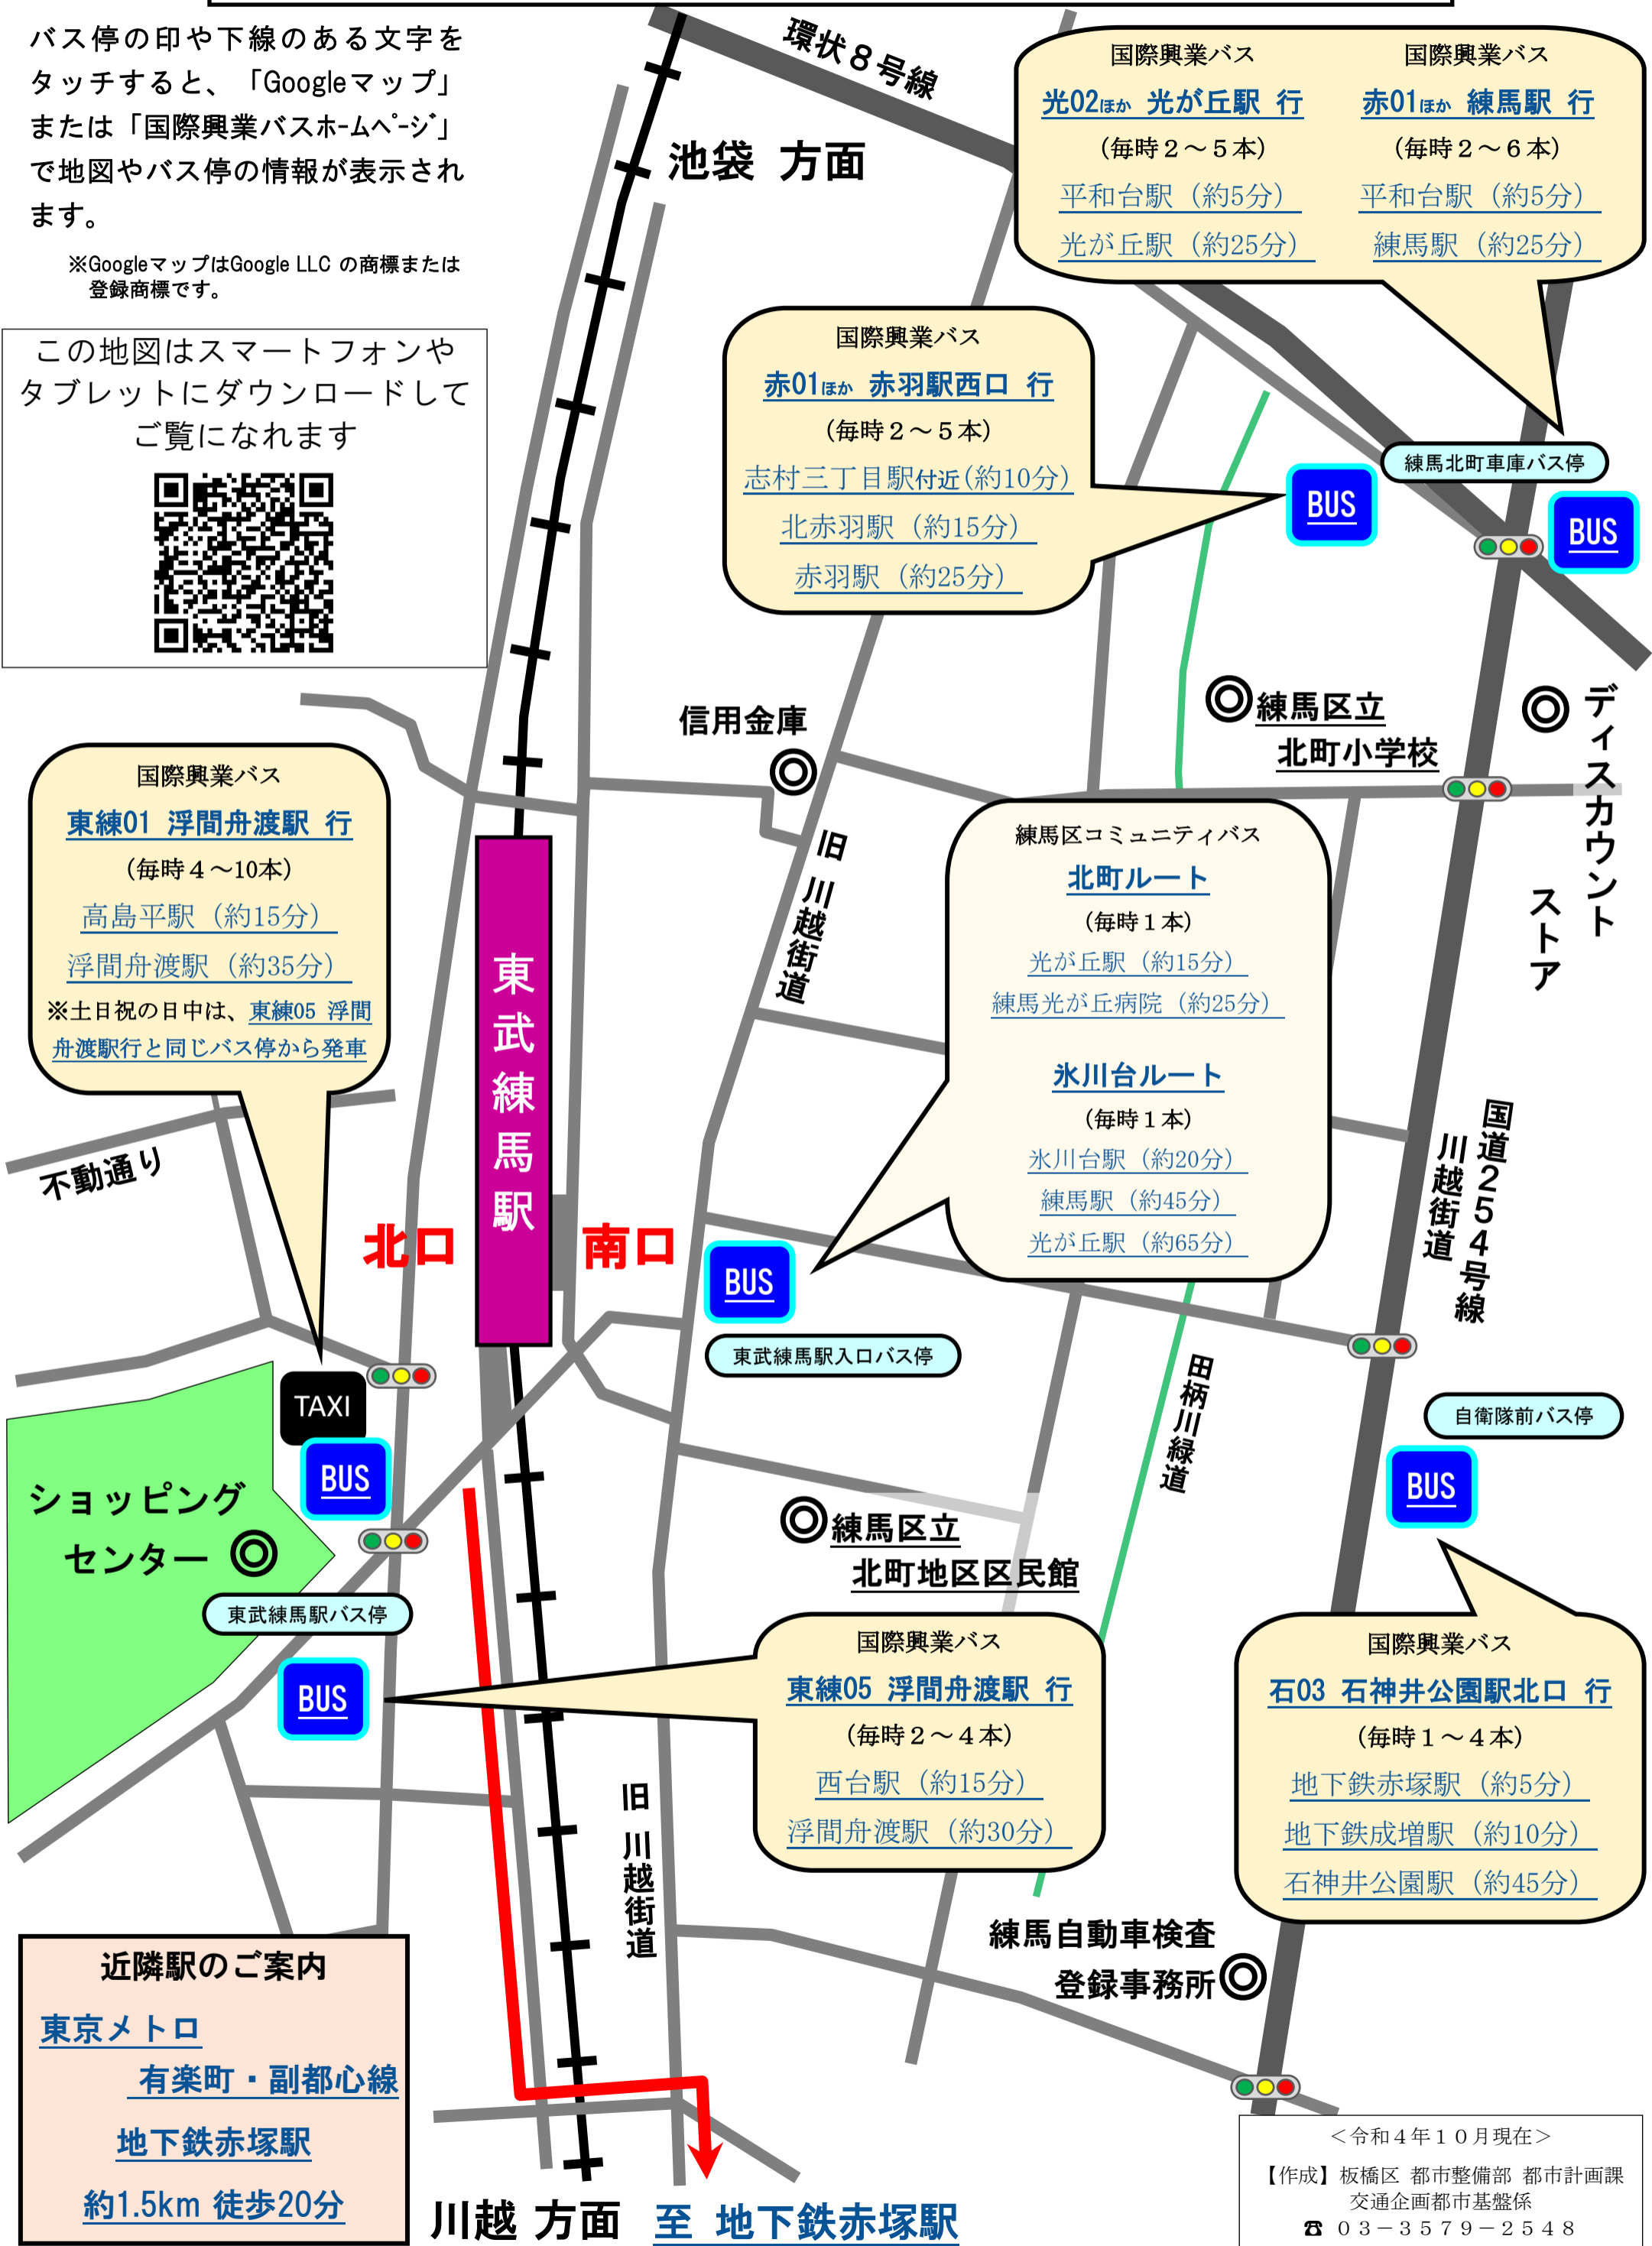 バス停の印や下線のある文字を
タッチすると、「Googleマップ」
または「国際興業バスホームページ」
で地図やバス停の情報が表示され
ます。
※GoogleマップはGoogle LLC の商標または
登録商標です。
この地図はスマートフォンや
タブレットにダウンロードして
ご覧になれます
環状８号線
池袋 方面
国際興業バス
光02ほか 光が丘駅 行
（毎時２～５本）
平和台駅（約5分）
光が丘駅（約25分）
国際興業バス
赤01ほか 練馬駅 行
（毎時２～６本）
平和台駅（約5分）
練馬駅（約25分）
国際興業バス
赤01ほか 赤羽駅西口 行
（毎時２～５本）
志村三丁目駅付近(約10分)
北赤羽駅（約15分）
赤羽駅（約25分）
練馬北町車庫バス停
BUS
BUS
信用金庫
練馬区立
北町小学校
ディスカウント
ストア
国際興業バス
東練01 浮間舟渡駅 行
（毎時４～10本）
高島平駅（約15分）
浮間舟渡駅（約35分）
※土日祝の日中は、東練05 浮間
舟渡駅行と同じバス停から発車
旧 川越街道
東武練馬駅
練馬区コミュニティバス
北町ルート
（毎時１本）
光が丘駅（約15分）
練馬光が丘病院（約25分）
氷川台ルート
（毎時１本）
氷川台駅（約20分）
練馬駅（約45分）
光が丘駅（約65分）
国道２５４号線
川越街道
不動通り
北口
南口
BUS
東武練馬駅入口バス停
田柄川緑道
自衛隊前バス停
BUS
TAXI
BUS
ショッピング
センター
東武練馬駅バス停
BUS
練馬区立
北町地区区民館
国際興業バス
東練05 浮間舟渡駅 行
（毎時２～４本）
西台駅（約15分）
浮間舟渡駅（約30分）
国際興業バス
石03 石神井公園駅北口 行
（毎時１～４本）
地下鉄赤塚駅（約5分）
地下鉄成増駅（約10分）
石神井公園駅（約45分）
旧 川越街道
練馬自動車検査
登録事務所
近隣駅のご案内
東京メトロ
有楽町・副都心線
地下鉄赤塚駅
約1.5km 徒歩20分
川越 方面
至 地下鉄赤塚駅
＜令和４年１０月現在＞
【作成】板橋区 都市整備部 都市計画課
交通企画都市基盤係
☎ ０３－３５７９－２５４８